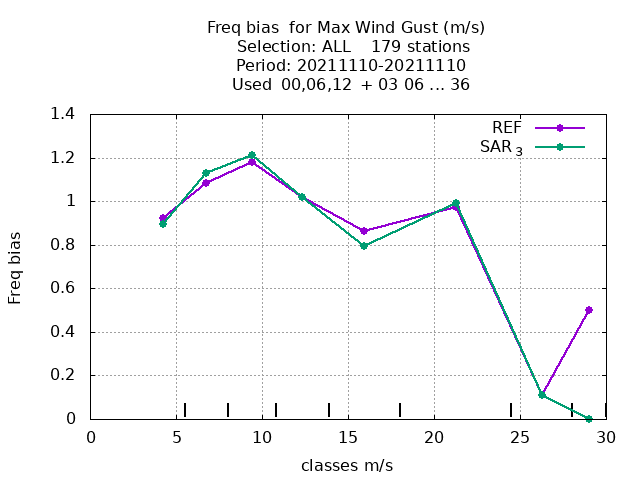 Freq bias  for Max Wind Gust (m/s)
Selection: ALL    179 stations
Period: 20211110-20211110
Used  00,06,12  + 03 06 ... 36
REF
SAR 3
1.4
1.2
1
0.8
0.6
0.4
0.2
0
Freq bias
0 5 10 15 20 25 30
classes m/s